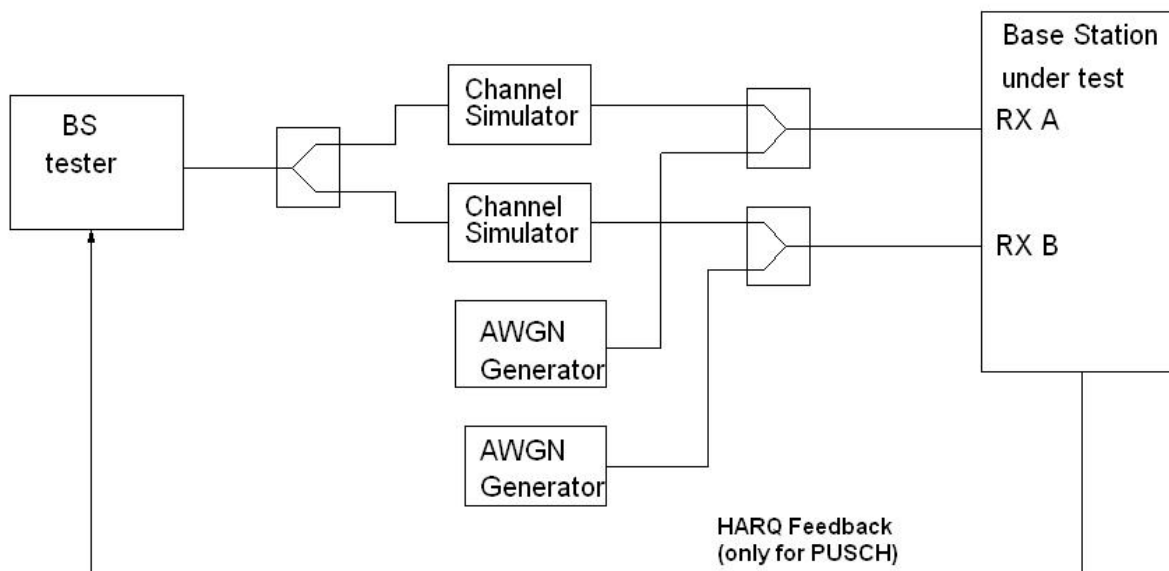 BS
tester
Channel
Simulator
Channel
Simulator
AWGN
Generator
AWGN
Generator
Base Station
under test
RX A
RX B
HARQ Feedback
(only for PUSCH)